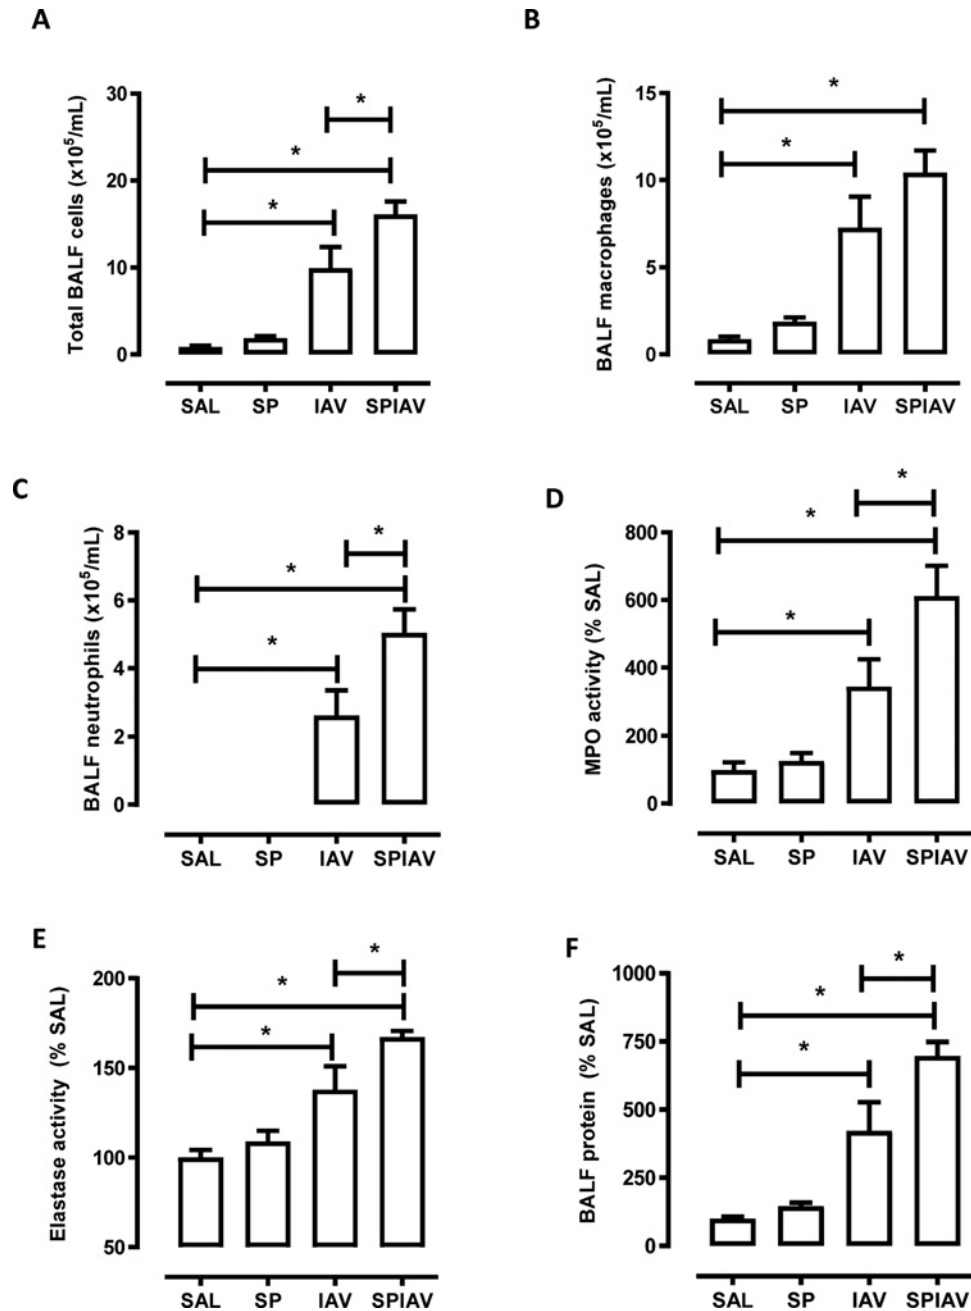 A
Total BALF cells (x10⁵/mL)
30
20
10
0
*
*
*
SAL SP IAV SPIAV
B
BALF macrophages (x10⁵/mL)
15
10
5
0
*
*
SAL SP IAV SPIAV
C
BALF neutrophils (x10⁵/mL)
8
6
4
2
0
*
*
*
SAL SP IAV SPIAV
D
MPO activity (% SAL)
800
600
400
200
0
*
*
*
SAL SP IAV SPIAV
E
Elastase activity (% SAL)
200
150
100
50
*
*
*
SAL SP IAV SPIAV
F
BALF protein (% SAL)
1000
750
500
250
0
*
*
*
SAL SP IAV SPIAV